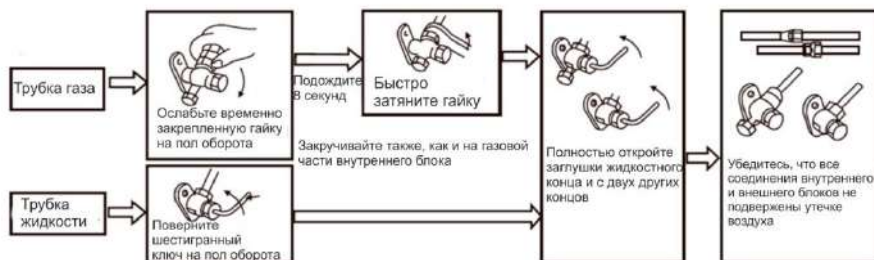 Трубка газа
Ослабьте временно
закрепленную гайку
на пол оборота
Подождите
8 секунд
Быстро
затяните гайку
Закручивайте также, как и на газовой
части внутреннего блока
Трубка
жидкости
Поверните
шестигранный
ключ на пол оборота
Полностью откройте
заглушки жидкостного
конца и с двух других
концов
Убедитесь, что все
соединения внутреннего
и внешнего блоков не
подвержены утечке
воздуха